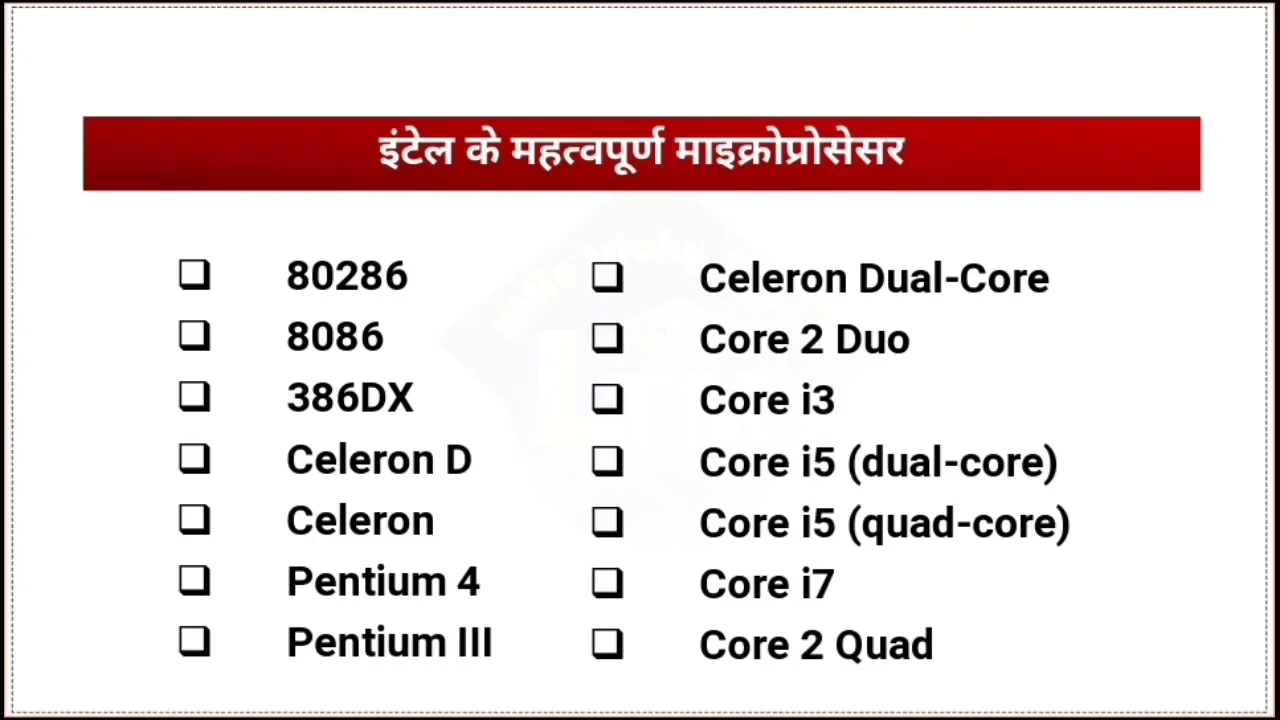 इंटेल के महत्वपूर्ण माइक्रोप्रोसेसर
❑ 80286
❑ 8086
❑ 386DX
❑ Celeron D
❑ Celeron
❑ Pentium 4
❑ Pentium III
❑ Celeron Dual-Core
❑ Core 2 Duo
❑ Core i3
❑ Core i5 (dual-core)
❑ Core i5 (quad-core)
❑ Core i7
❑ Core 2 Quad